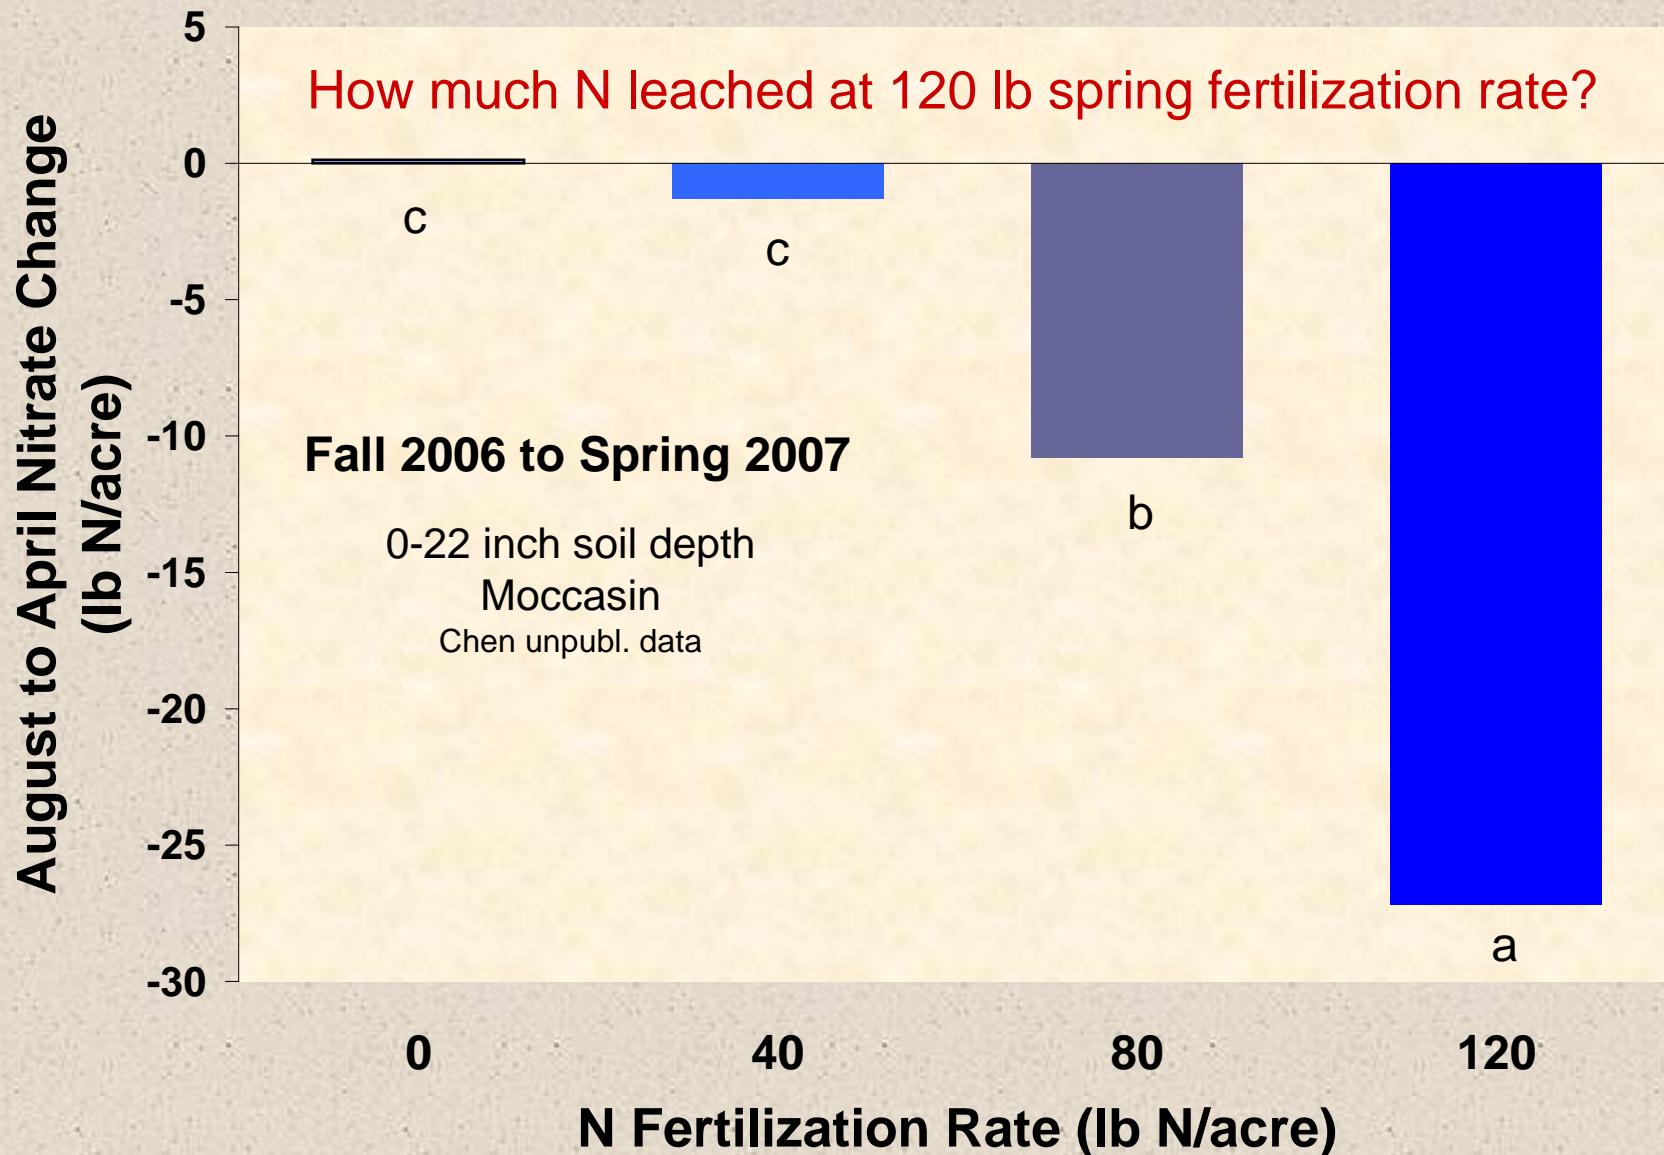 How much N leached at 120 lb spring fertilization rate?
August to April Nitrate Change
(lb N/acre)
5
0
-5
-10
-15
-20
-25
-30
c
c
b
a
Fall 2006 to Spring 2007
0-22 inch soil depth
Moccasin
Chen unpubl. data
0 40 80 120
N Fertilization Rate (lb N/acre)